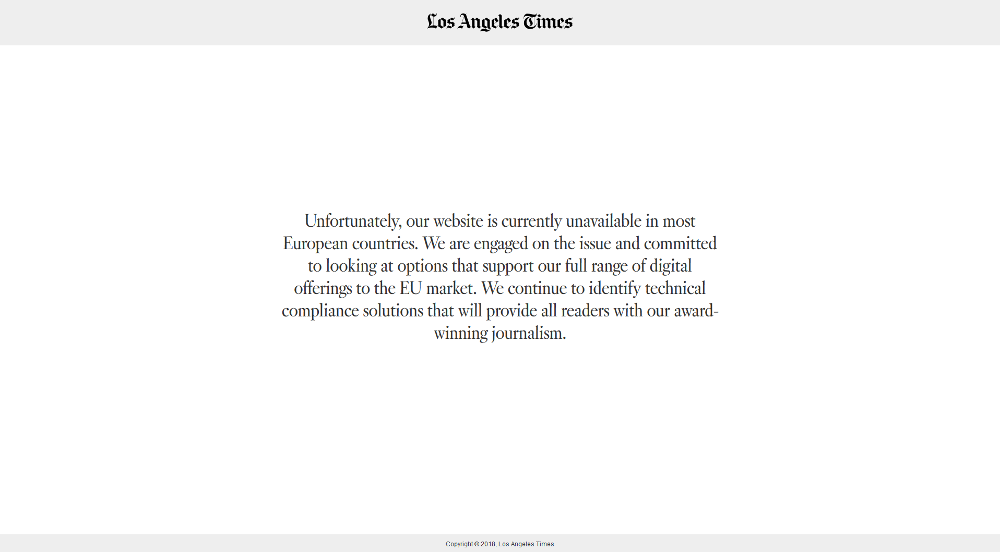 Los Angeles Times
Unfortunately, our website is currently unavailable in most
European countries. We are engaged on the issue and committed
to looking at options that support our full range of digital
offerings to the EU market. We continue to identify technical
compliance solutions that will provide all readers with our award-
winning journalism.
Copyright © 2018, Los Angeles Times